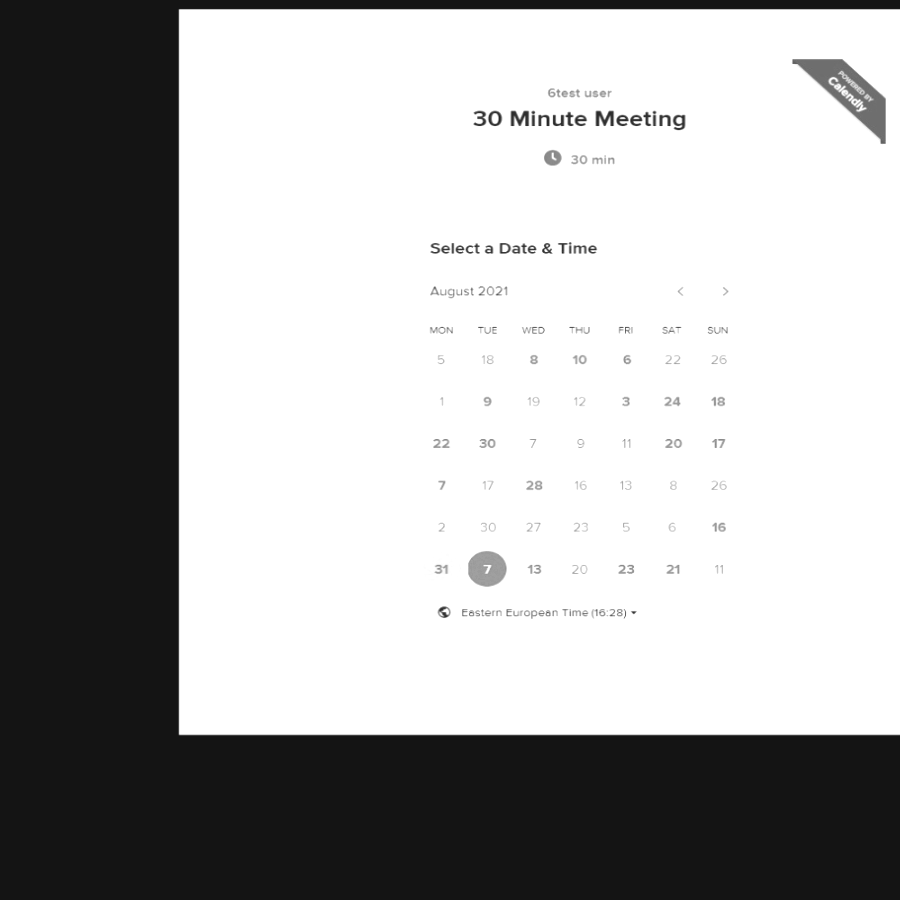 POWERED BY
Calendly
6test user
30 Minute Meeting
30 min
Select a Date & Time
August 2021
MON TUE WED THU FRI SAT SUN
5 18 8 10 6 22 26
1 9 19 12 3 24 18
22 30 7 9 11 20 17
7 17 28 16 13 8 26
2 30 27 23 5 6 16
31 7 13 20 23 21 11
Eastern European Time (16:28)